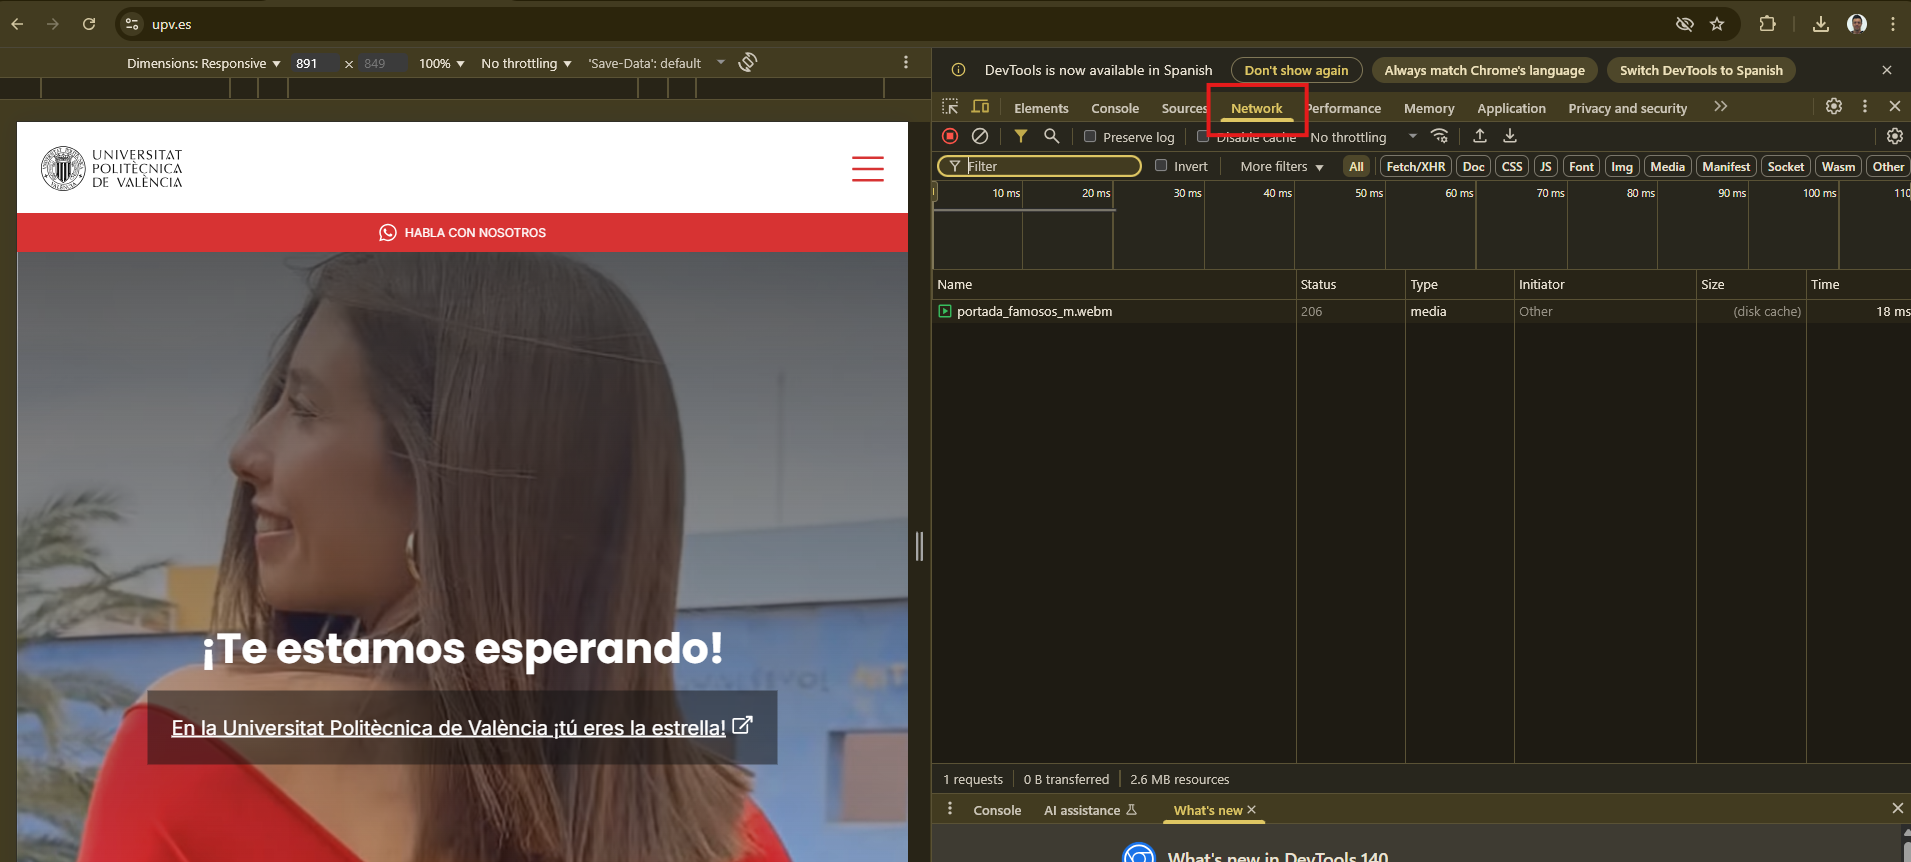 upv.es
Dimensions: Responsive 891 × 849 100% No throttling 'Save-Data': default
UNIVERSITAT
POLITÈCNICA
DE VALÈNCIA
HABLA CON NOSOTROS
¡Te estamos esperando!
En la Universitat Politècnica de València ¡tú eres la estrella!
DevTools is now available in Spanish Don't show again Always match Chrome's language Switch DevTools to Spanish
Elements Console Sources Network Performance Memory Application Privacy and security
Preserve log Disable cache No throttling
Filter Invert More filters All Fetch/XHR Doc CSS JS Font Img Media Manifest Socket Wasm Other
10 ms 20 ms 30 ms 40 ms 50 ms 60 ms 70 ms 80 ms 90 ms 100 ms 110
Name Status Type Initiator Size Time
portada_famosos_m.webm 206 media Other (disk cache) 18 ms
1 requests 0 B transferred 2.6 MB resources
Console AI assistance What's new
What's new in DevTools 140